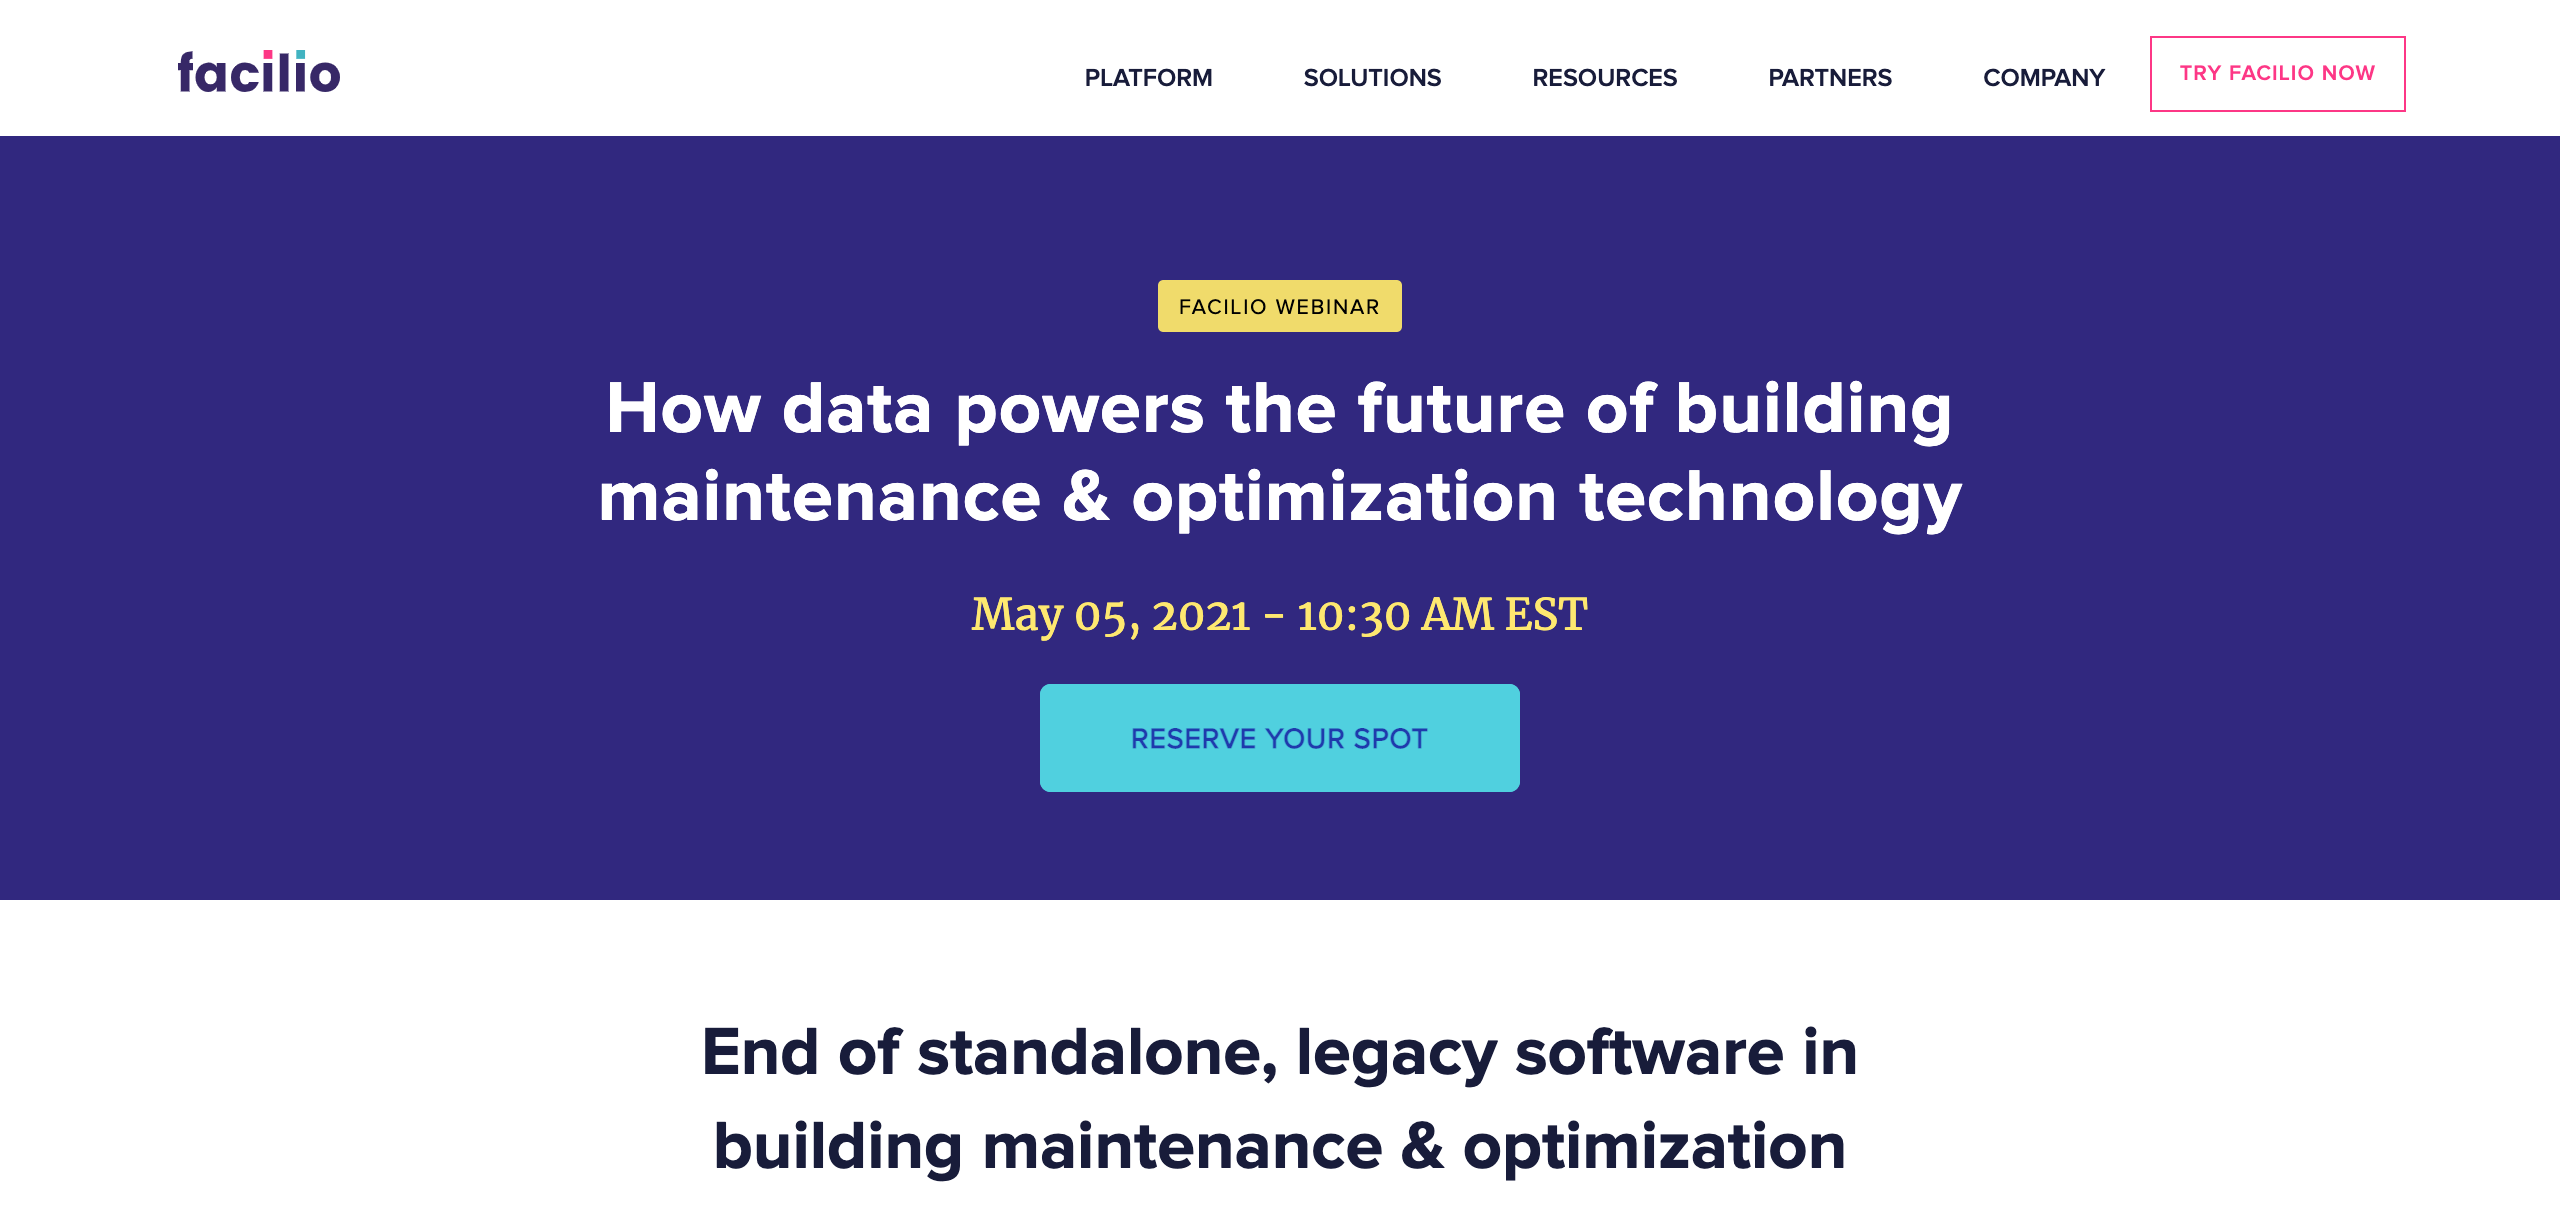 facilio
PLATFORM
SOLUTIONS
RESOURCES
PARTNERS
COMPANY
TRY FACILIO NOW
FACILIO WEBINAR
How data powers the future of building
maintenance & optimization technology
May 05, 2021 - 10:30 AM EST
RESERVE YOUR SPOT
End of standalone, legacy software in
building maintenance & optimization